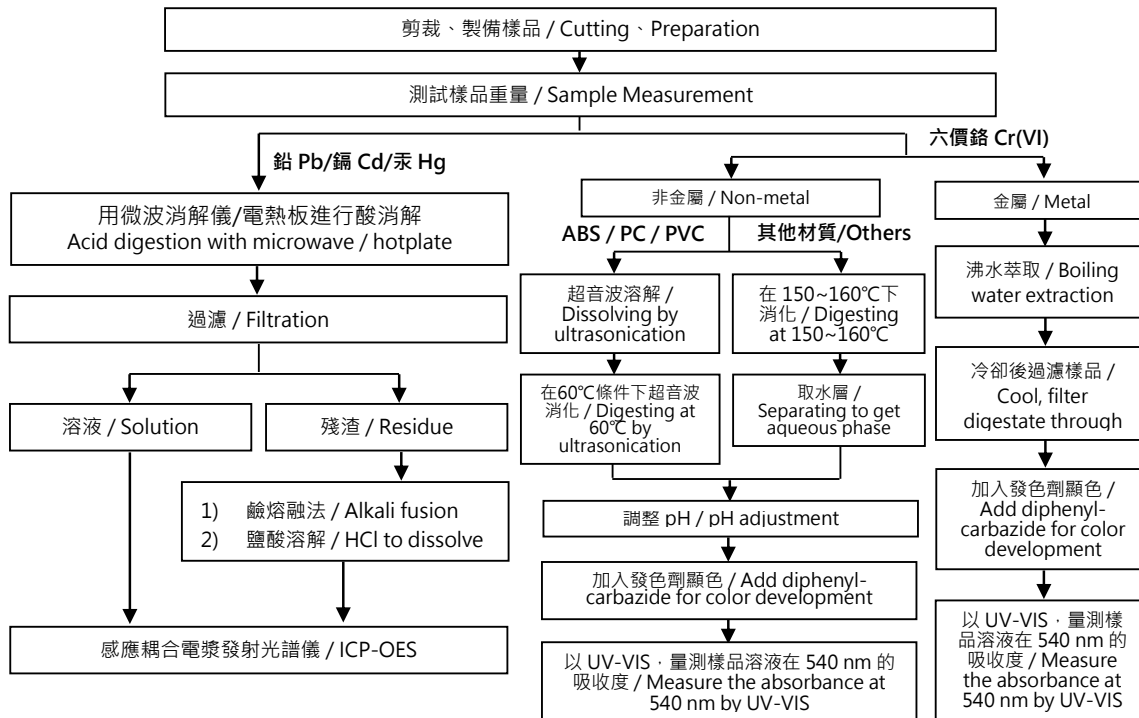 剪裁、製備樣品 / Cutting、Preparation
測試樣品重量 / Sample Measurement
鉛 Pb/鎘 Cd/汞 Hg
六價鉻 Cr(VI)
用微波消解儀/電熱板進行酸消解
Acid digestion with microwave / hotplate
過濾 / Filtration
溶液 / Solution
殘渣 / Residue
1) 鹼熔融法 / Alkali fusion
2) 鹽酸溶解 / HCl to dissolve
感應耦合電漿發射光譜儀 / ICP-OES
非金屬 / Non-metal
ABS / PC / PVC
其他材質/Others
超音波溶解 /
Dissolving by
ultrasonication
在60℃條件下超音波
消化 / Digesting at
60℃ by
ultrasonication
在 150~160℃下
消化 / Digesting
at 150~160℃
取水層 /
Separating to get
aqueous phase
調整 pH / pH adjustment
加入發色劑顯色 / Add diphenyl-
carbazide for color development
以 UV-VIS，量測樣品溶液在 540 nm 的
吸收度 / Measure the absorbance at
540 nm by UV-VIS
金屬 / Metal
沸水萃取 / Boiling
water extraction
冷卻後過濾樣品 /
Cool, filter
digestate through
加入發色劑顯色 /
Add diphenyl-
carbazide for color
development
以 UV-VIS，量測樣
品溶液在 540 nm 的
吸收度 / Measure
the absorbance at
540 nm by UV-VIS